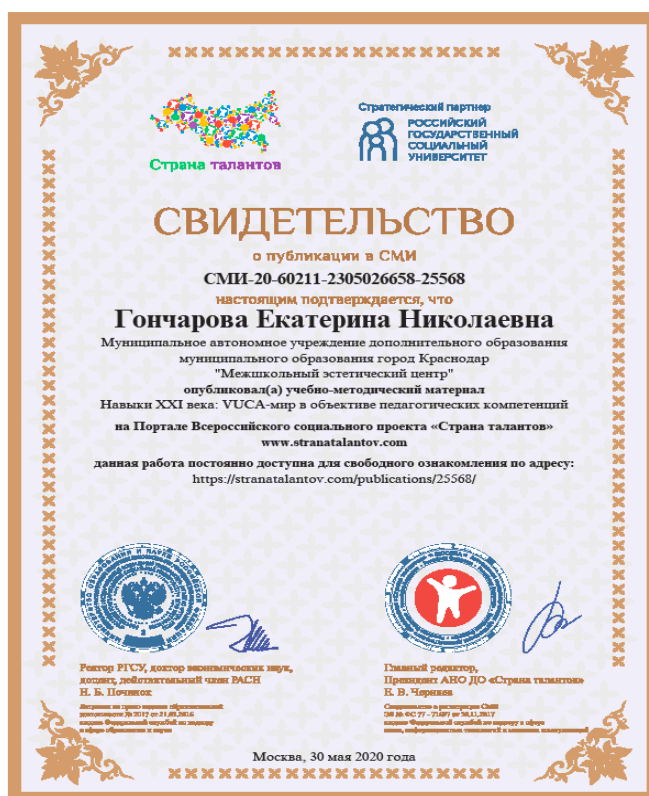 Страна талантов
Стратегический партнер
РОССИЙСКИЙ
ГОСУДАРСТВЕННЫЙ
СОЦИАЛЬНЫЙ
УНИВЕРСИТЕТ
СВИДЕТЕЛЬСТВО
о публикации в СМИ
СМИ-20-60211-2305026658-25568
настоящим подтверждается, что
Гончарова Екатерина Николаевна
Муниципальное автономное учреждение дополнительного образования
муниципального образования город Краснодар
"Межшкольный эстетический центр"
опубликовал(а) учебно-методический материал
Навыки XXI века: VUCA-мир в объективе педагогических компетенций
на Портале Всероссийского социального проекта «Страна талантов»
www.stranatalantov.com
данная работа постоянно доступна для свободного ознакомления по адресу:
https://stranatalantov.com/publications/25568/
Ректор РГСУ, доктор экономических наук,
доцент, действительный член РАСН
Н. Б. Починок
Главный редактор,
Президент АНО ДО «Страна талантов»
Е. В. Черняев
Москва, 30 мая 2020 года